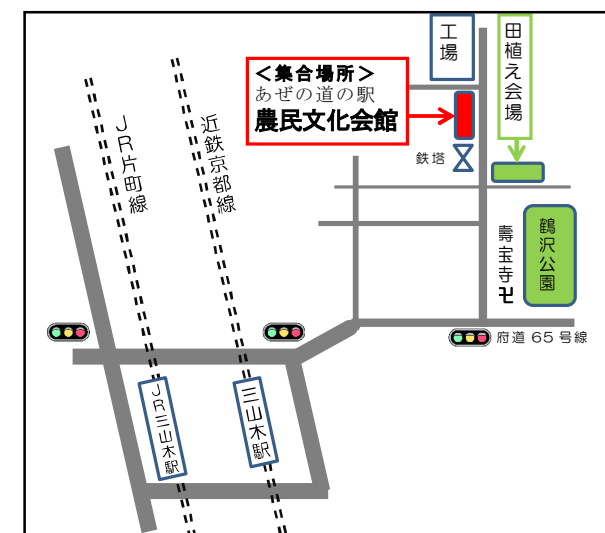 工場
田植え会場
＜集合場所＞
あぜの道の駅
農民文化会館
鉄塔
JR片町線
近鉄京都線
鶴沢公園
壽宝寺卍
府道65号線
JR三山木駅
三山木駅